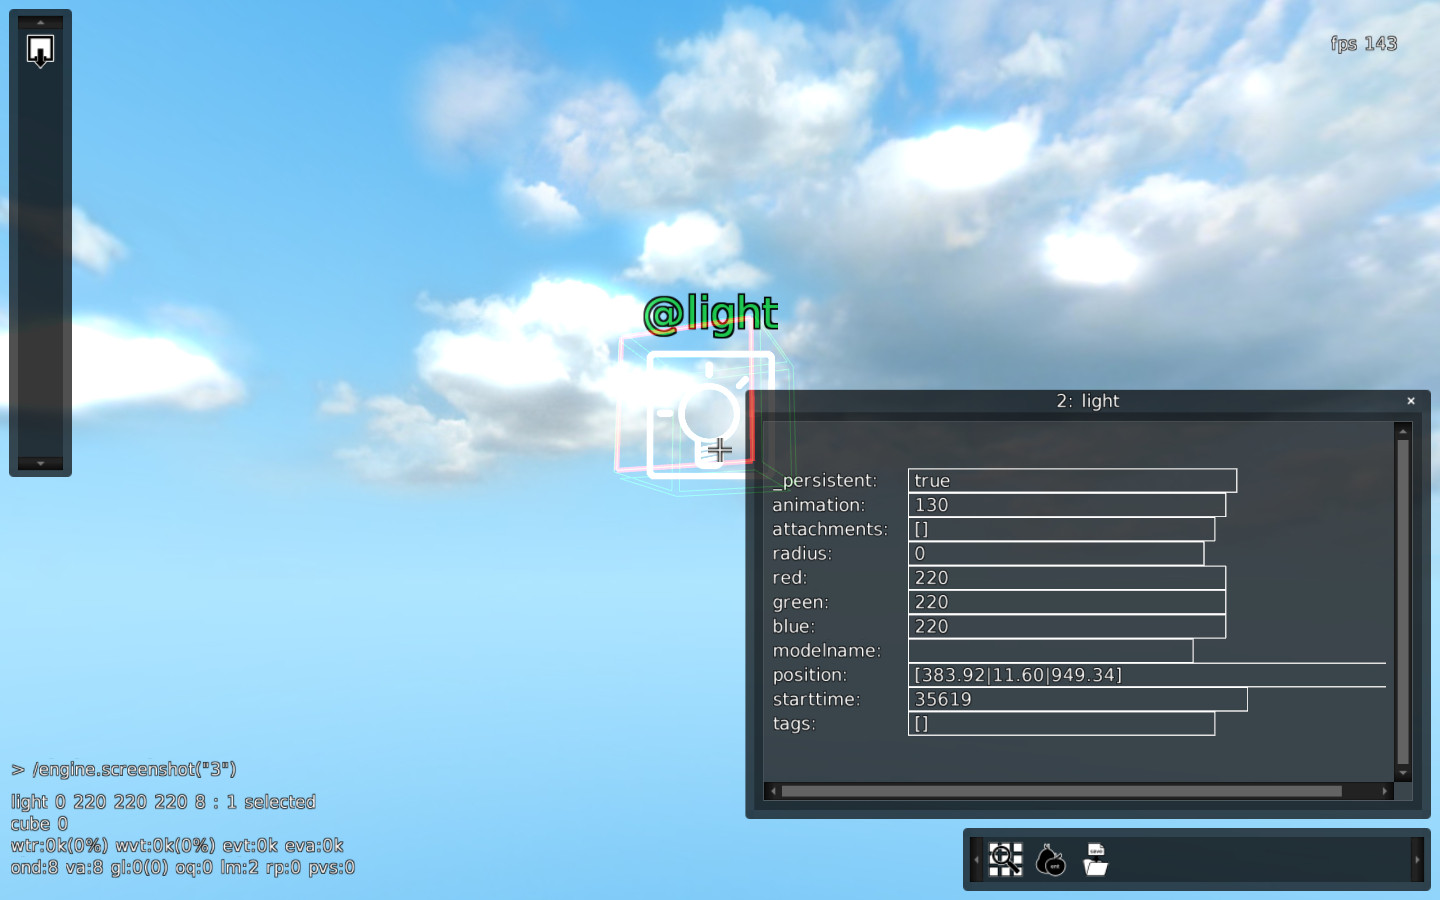 fps 143
@light
2: light
_persistent: true
animation: 130
attachments: []
radius: 0
red: 220
green: 220
blue: 220
modelname:
position: [383.92|11.60|949.34]
starttime: 35619
tags: []
> /engine.screenshot("3")
light 0 220 220 220 8 : 1 selected
cube 0
wtr:0k(0%) wvt:0k(0%) evt:0k eva:0k
ond:8 va:8 gl:0(0) oq:0 lm:2 rp:0 pvs:0